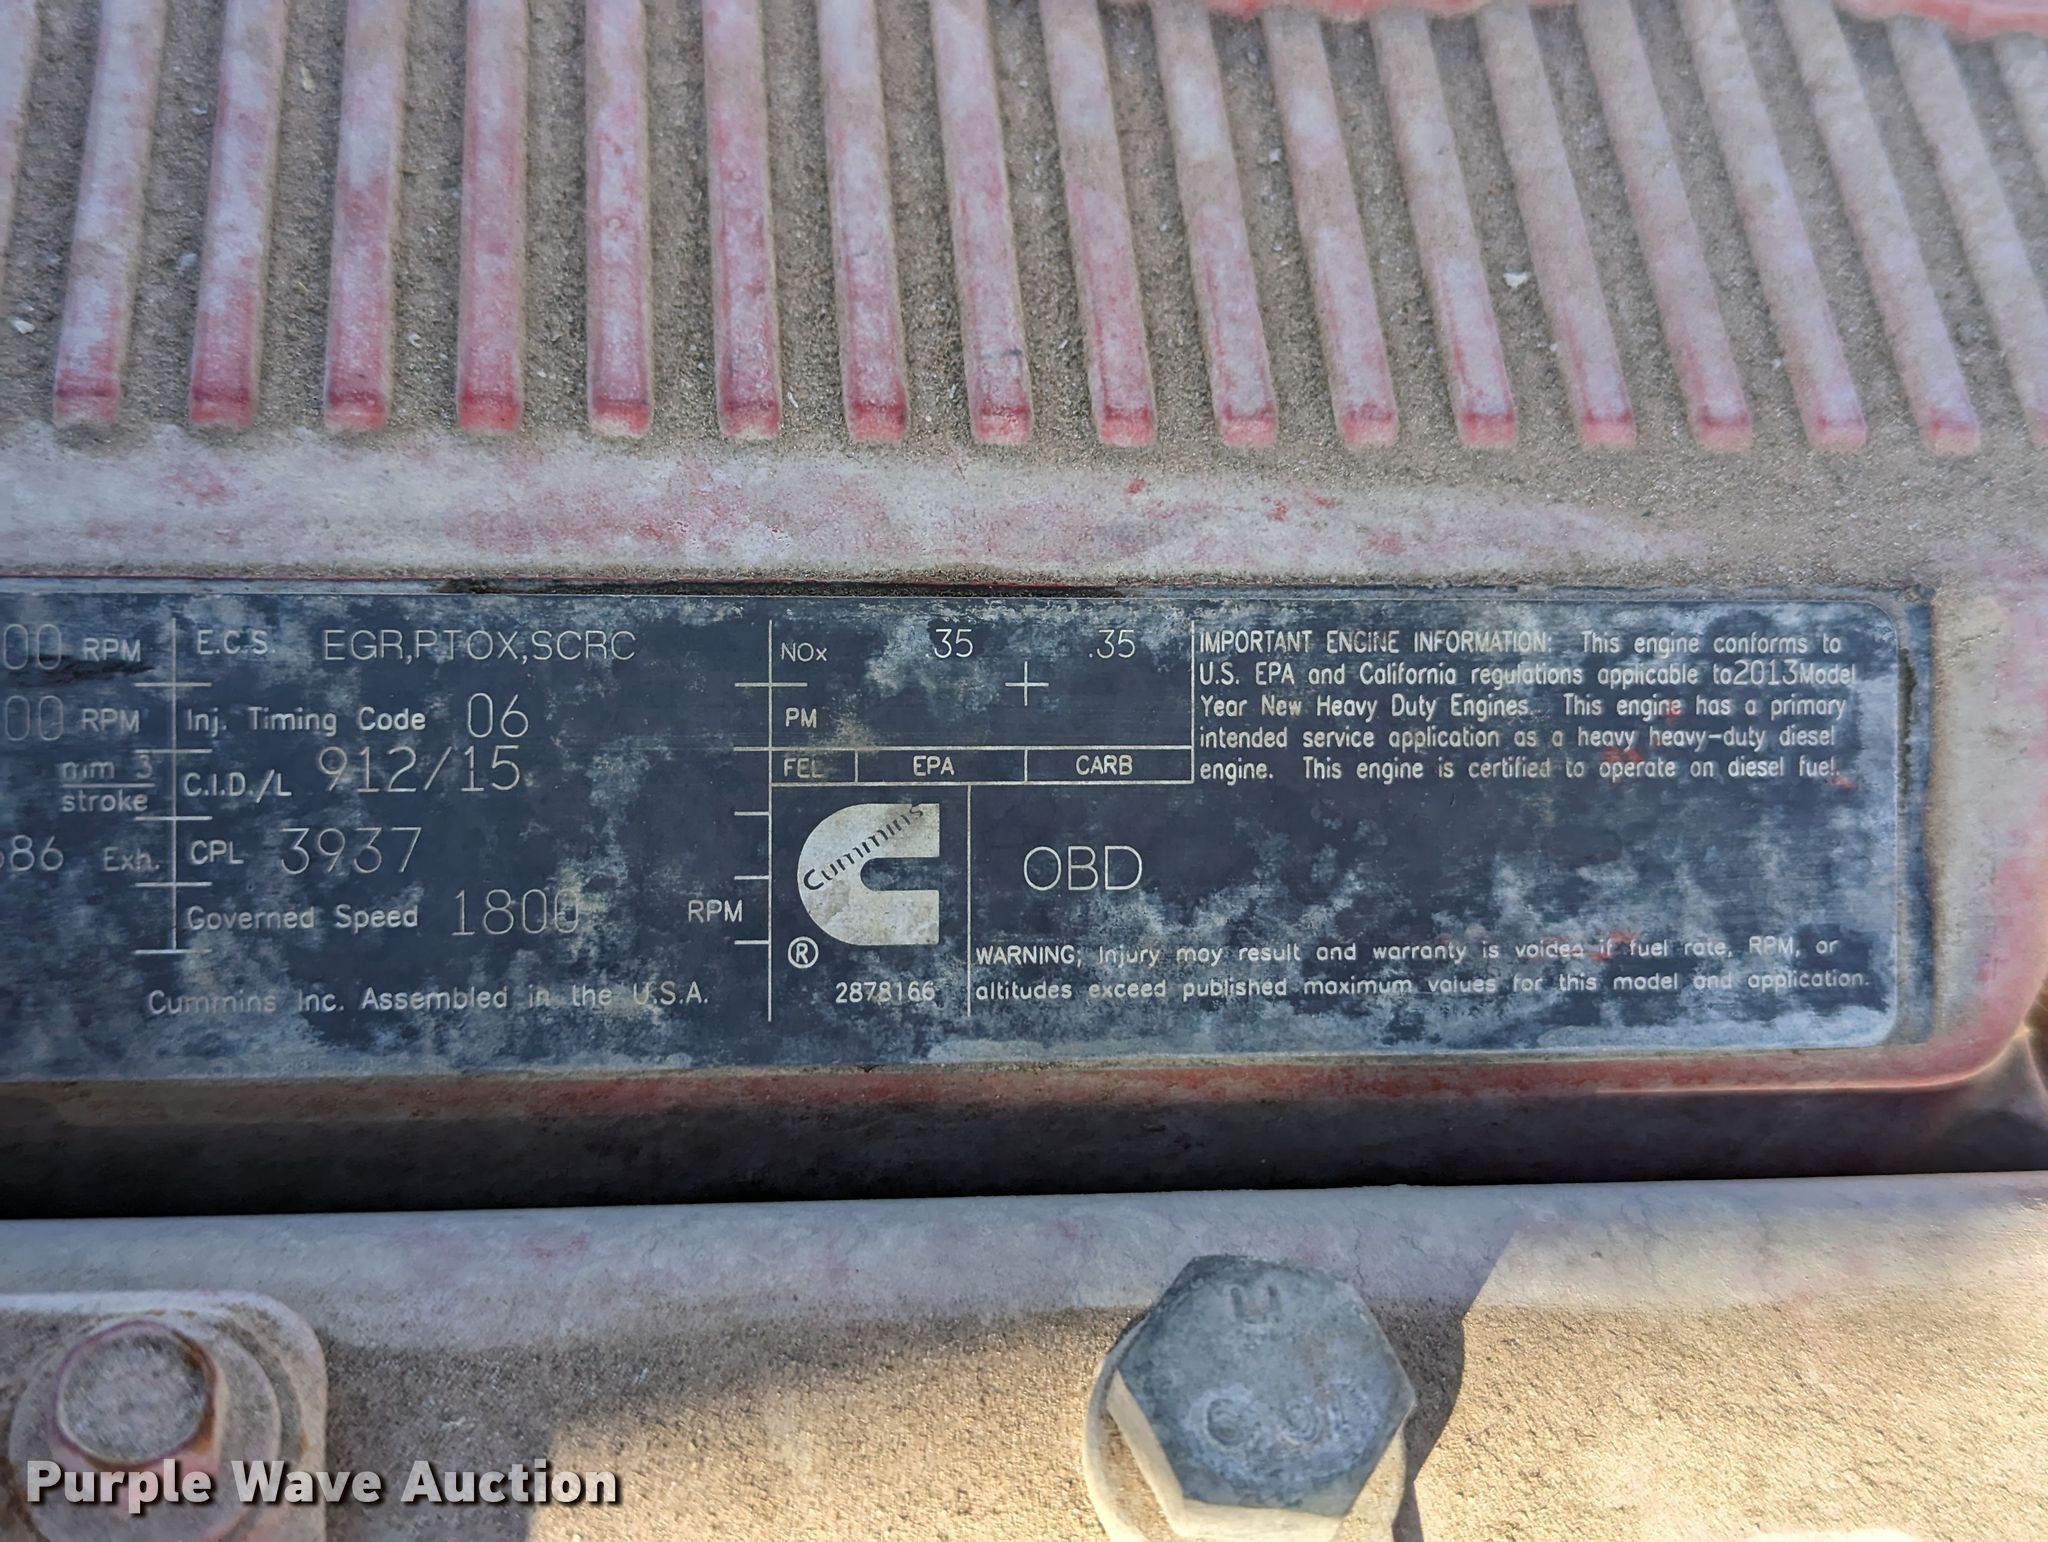 00 RPM
00 RPM
mm 3
stroke
86 Exh.
E.C.S. EGR,PTOX,SCRC
Inj. Timing Code 06
C.I.D./L 912/15
CPL 3937
Governed Speed 1800 RPM
Cummins Inc. Assembled in the U.S.A.
NOx .35 .35
PM
FEL EPA CARB
Cummins
®
2878166
IMPORTANT ENGINE INFORMATION: This engine conforms to
U.S. EPA and California regulations applicable to2013Model
Year New Heavy Duty Engines. This engine has a primary
intended service application as a heavy heavy-duty diesel
engine. This engine is certified to operate on diesel fuel.
OBD
WARNING; Injury may result and warranty is voided if fuel rate, RPM, or
altitudes exceed published maximum values for this model and application.
Purple Wave Auction